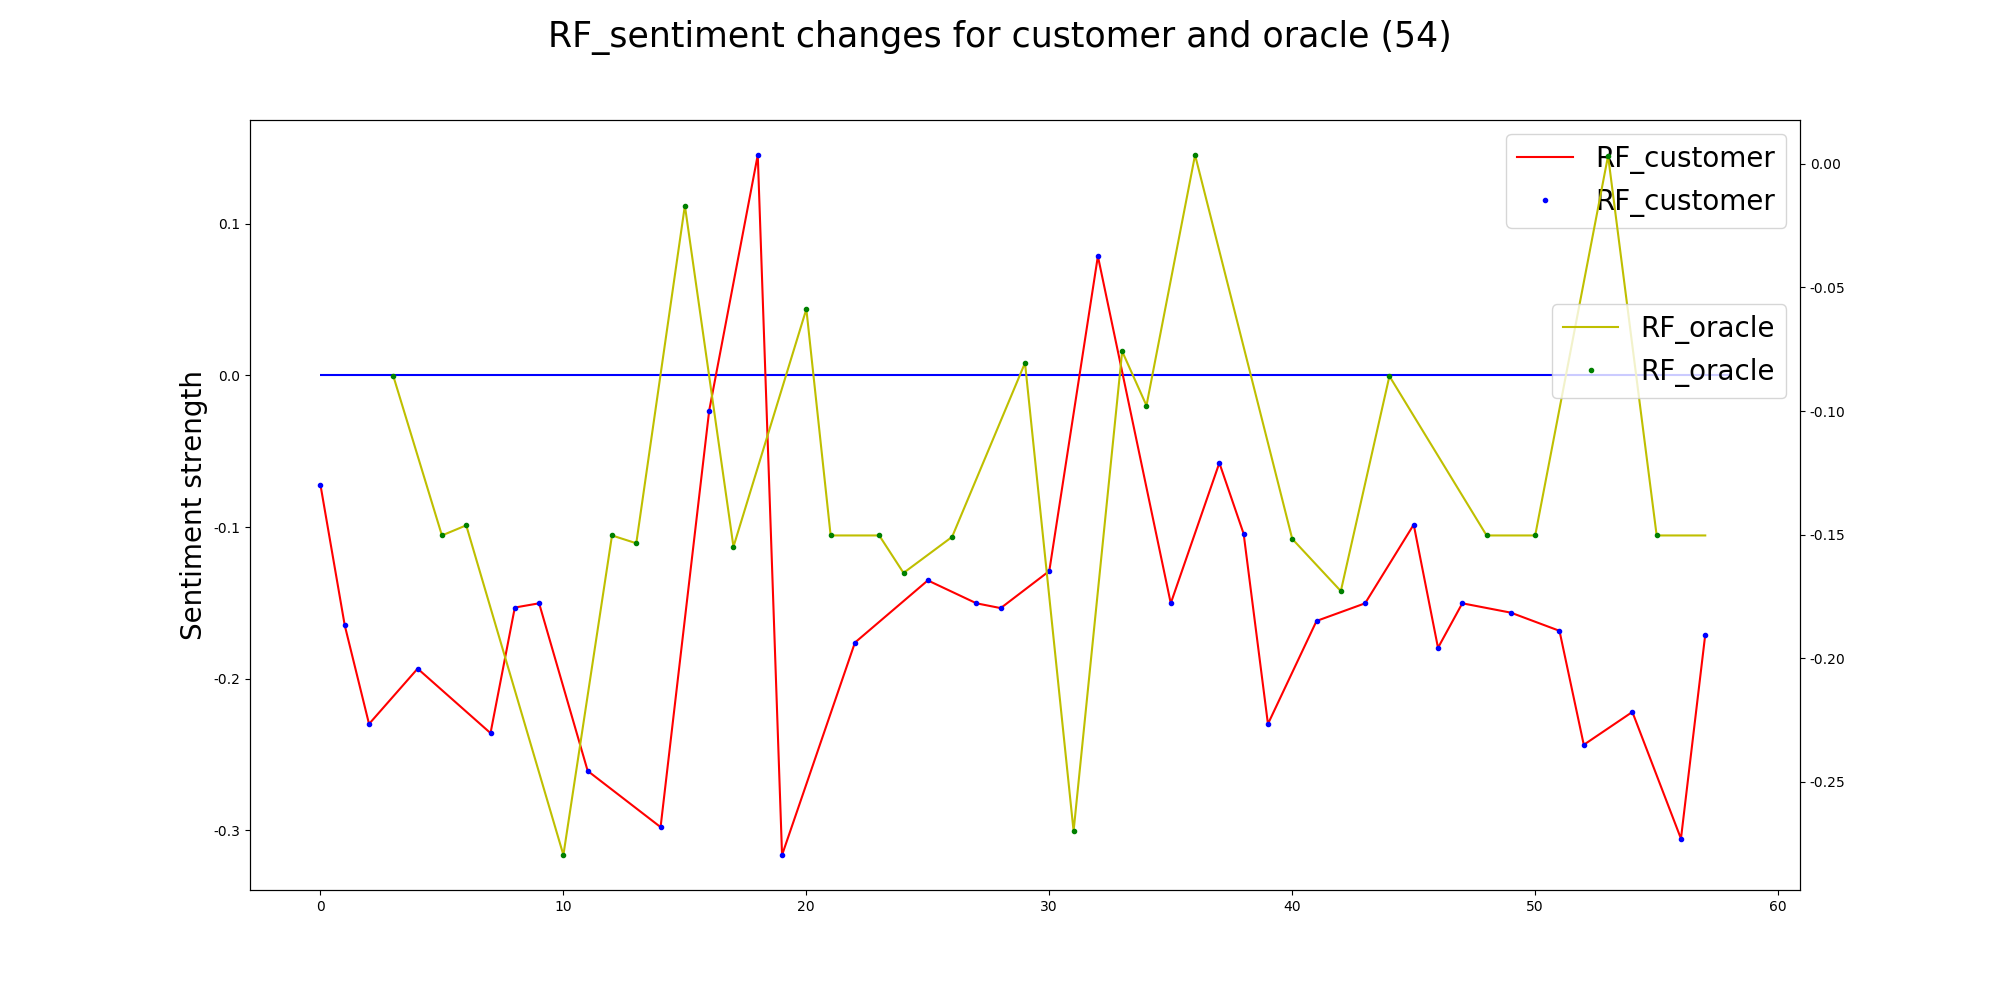 RF_sentiment changes for customer and oracle (54)
Sentiment strength
0.1
0.0
-0.1
-0.2
-0.3
0.00
-0.05
-0.10
-0.15
-0.20
-0.25
RF_customer
RF_customer
RF_oracle
RF_oracle
0 10 20 30 40 50 60